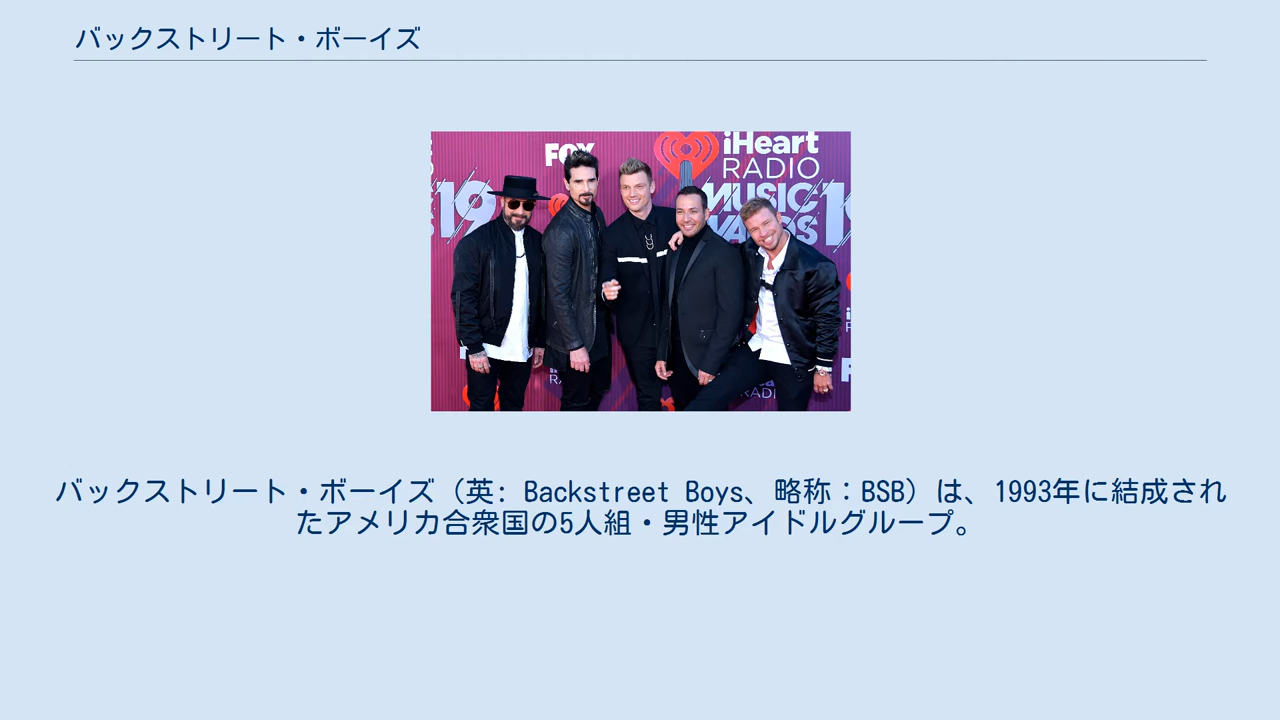 バックストリート・ボーイズ
FOX
iHeart
RADIO
MUSIC
19
バックストリート・ボーイズ（英: Backstreet Boys、略称：BSB）は、1993年に結成され
たアメリカ合衆国の5人組・男性アイドルグループ。